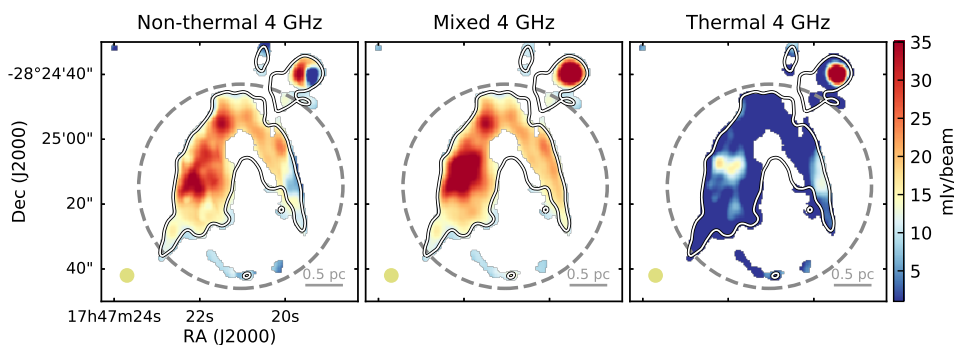 Non-thermal 4 GHz
Mixed 4 GHz
Thermal 4 GHz
-28°24'40"
25'00"
20"
40"
Dec (J2000)
0.5 pc
0.5 pc
0.5 pc
17h47m24s
22s
20s
RA (J2000)
35
30
25
20
15
10
5
mJy/beam